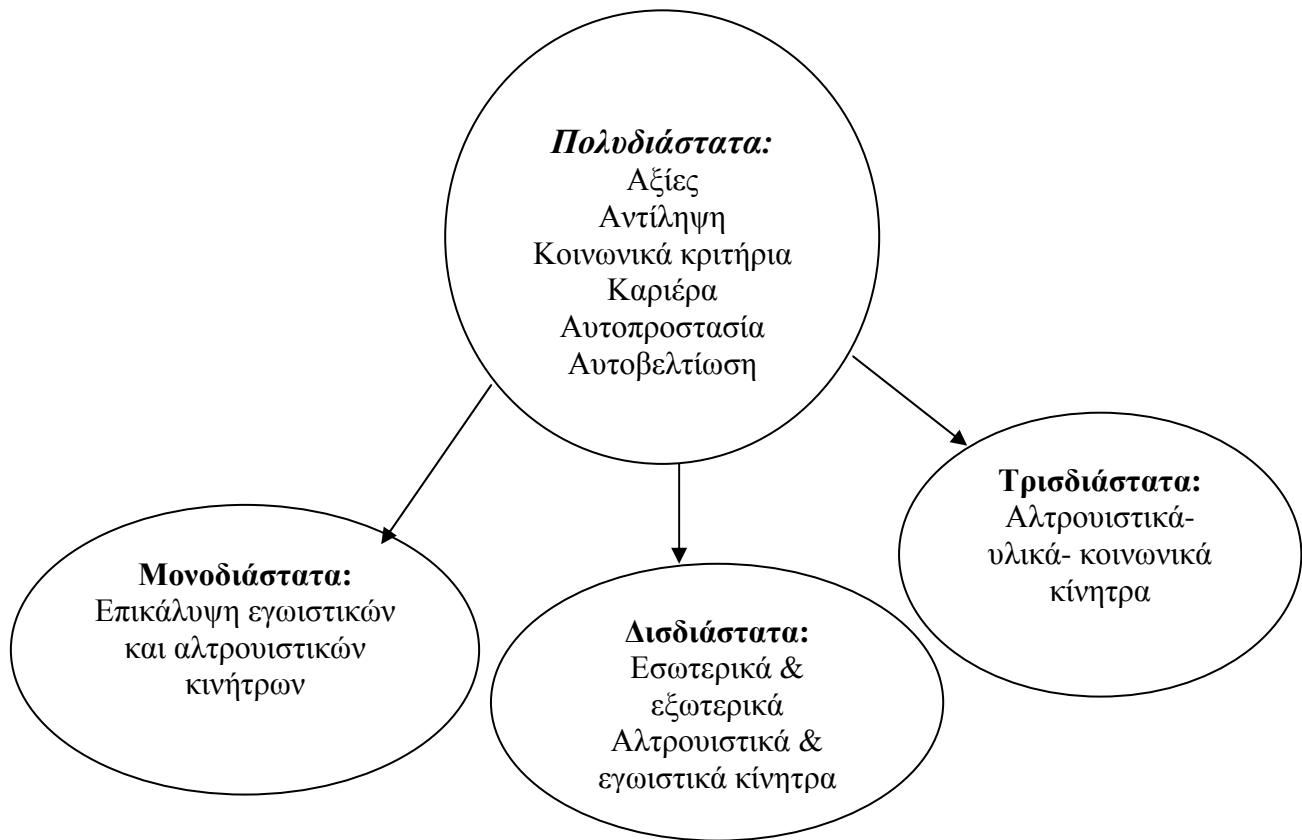 Πολυδιάστατα:
Αξίες
Αντίληψη
Κοινωνικά κριτήρια
Καριέρα
Αυτοπροστασία
Αυτοβελτίωση
Μονοδιάστατα:
Επικάλυψη εγωιστικών
και αλτρουιστικών
κινήτρων
Δισδιάστατα:
Εσωτερικά &
εξωτερικά
Αλτρουιστικά &
εγωιστικά κίνητρα
Τρισδιάστατα:
Αλτρουιστικά-
υλικά- κοινωνικά
κίνητρα